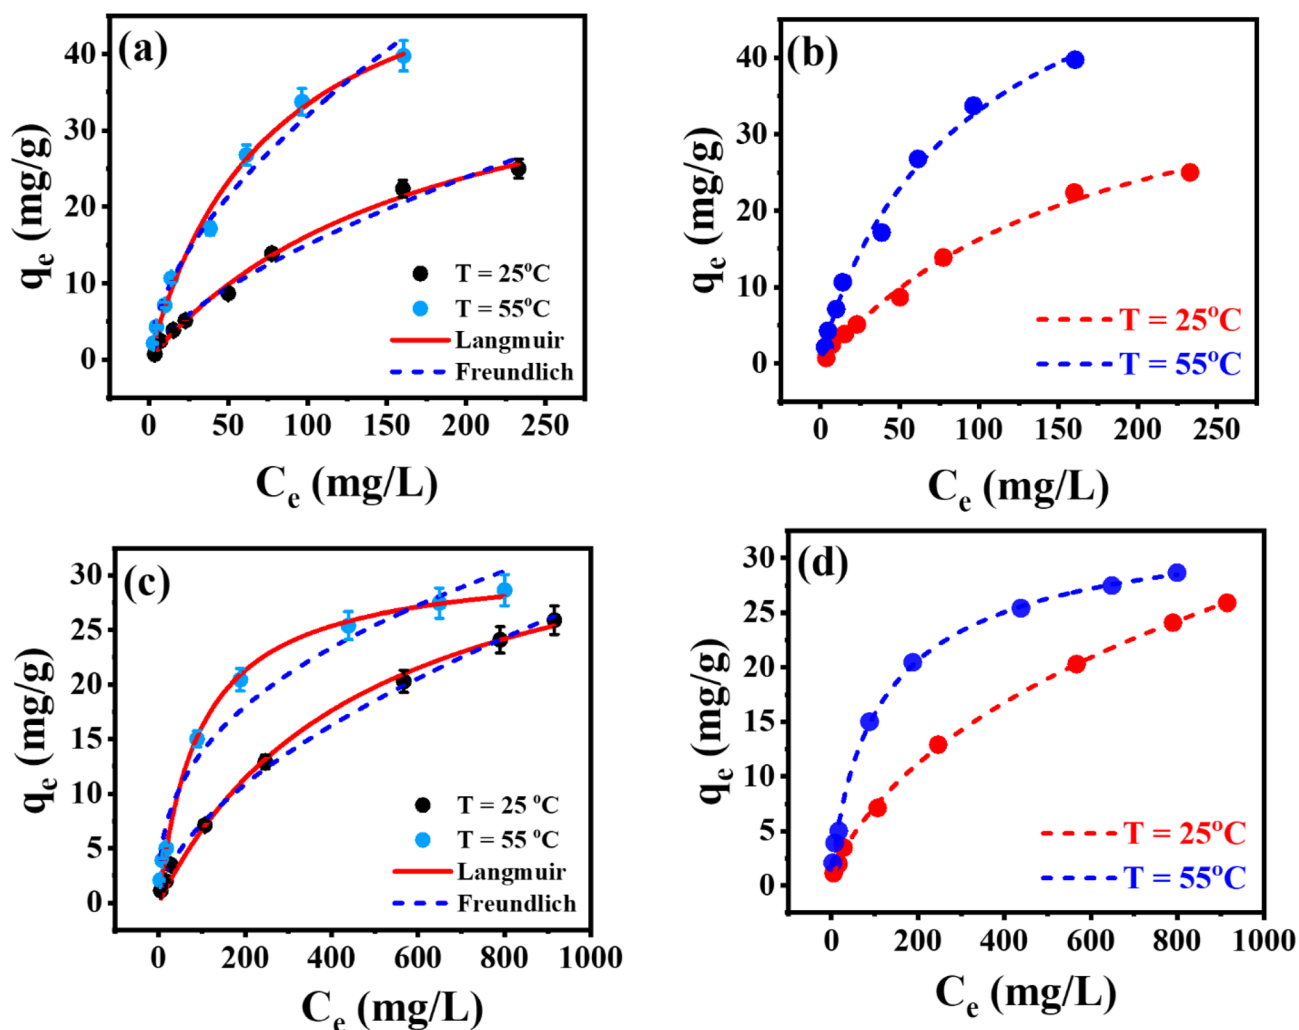 (a)
40
30
20
10
0
qe (mg/g)
T = 25°C
T = 55°C
Langmuir
Freundlich
0 50 100 150 200 250
Ce (mg/L)
(b)
40
30
20
10
0
qe (mg/g)
T = 25°C
T = 55°C
0 50 100 150 200 250
Ce (mg/L)
(c)
30
25
20
15
10
5
0
qe (mg/g)
T = 25 °C
T = 55 °C
Langmuir
Freundlich
0 200 400 600 800 1000
Ce (mg/L)
(d)
30
25
20
15
10
5
0
qe (mg/g)
T = 25°C
T = 55°C
0 200 400 600 800 1000
Ce (mg/L)